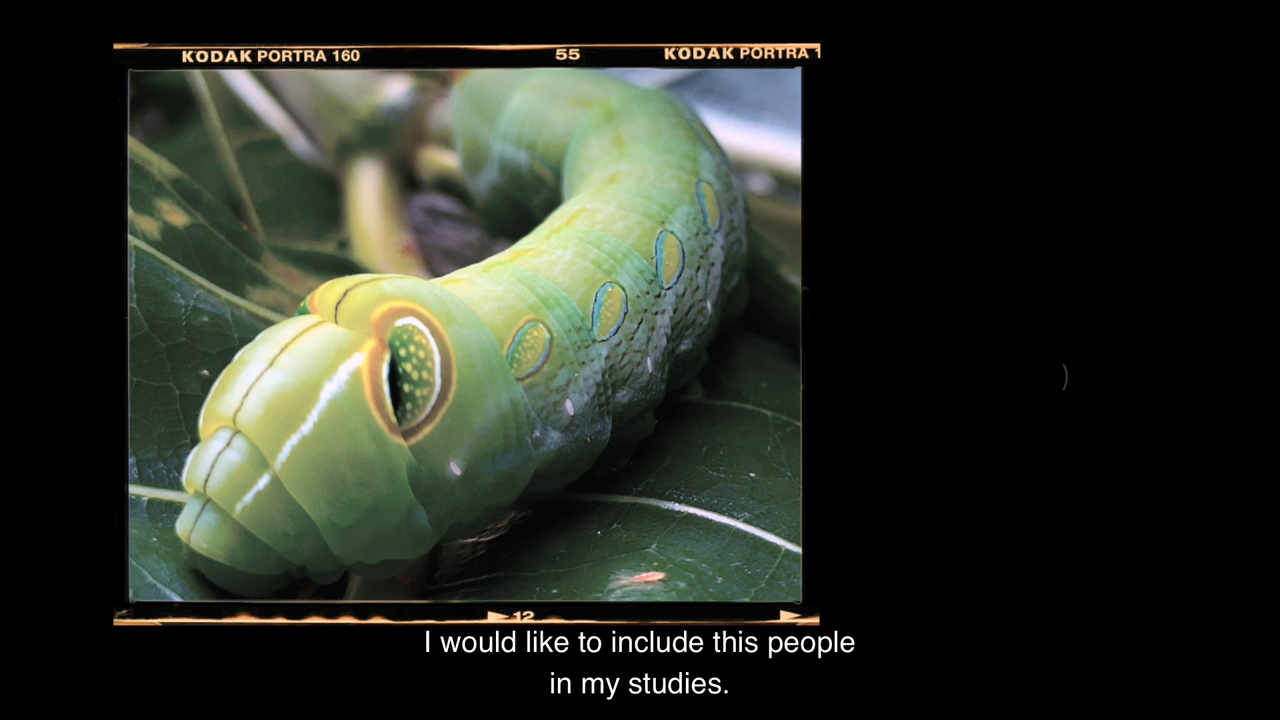 KODAK PORTRA 160 55 KODAK PORTRA 1
12
I would like to include this people
in my studies.